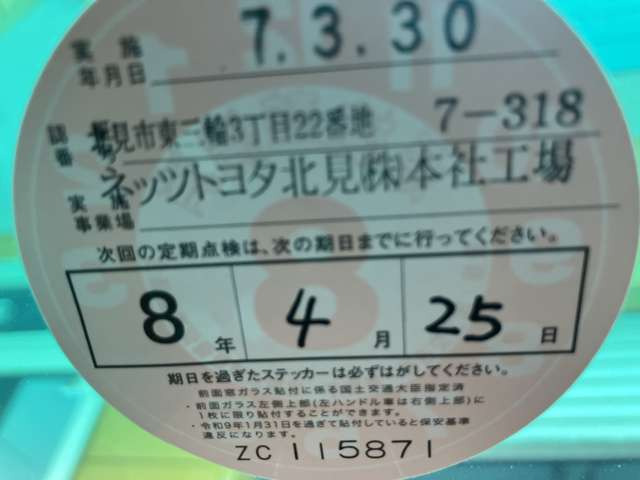 実施年月日 7.3.30
認番 北見市東三輪3丁目22番地 7-318
実施事業場 ネッツトヨタ北見㈱本社工場
次回の定期点検は、次の期日までに行ってください。
8年 4月 25日
期日を過ぎたステッカーは必ずはがしてください。
前面窓ガラス貼付に係る国土交通大臣指定済
・前面ガラス左側上部(左ハンドル車は右側上部)に
1枚に限り貼付することができます。
・令和9年1月31日を過ぎて貼付していると保安基準
違反になります。
ZC 115871